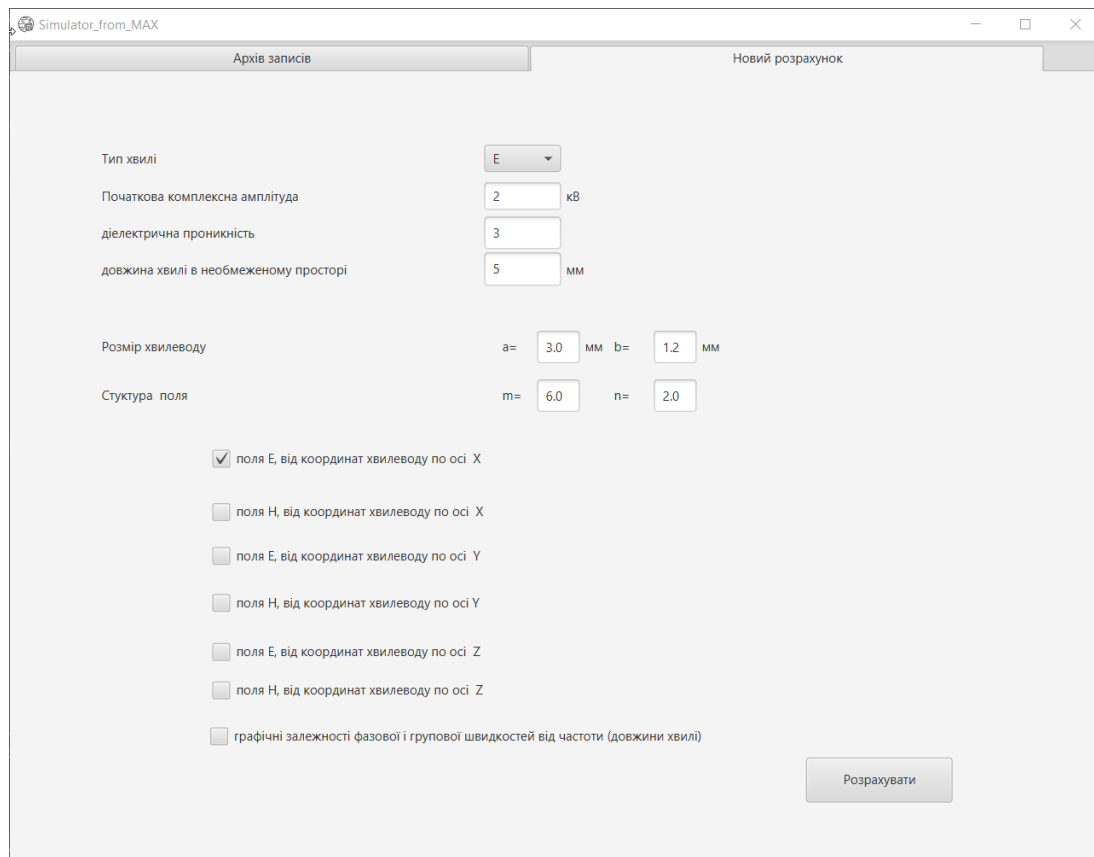 Simulator_from_MAX
Архів записів Новий розрахунок
Тип хвилі E
Початкова комплексна амплітуда 2 кВ
діелектрична проникність 3
довжина хвилі в необмеженому просторі 5 мм
Розмір хвилеводу a= 3.0 мм b= 1.2 мм
Стуктура поля m= 6.0 n= 2.0
поля E, від координат хвилеводу по осі X
поля H, від координат хвилеводу по осі X
поля E, від координат хвилеводу по осі Y
поля H, від координат хвилеводу по осі Y
поля E, від координат хвилеводу по осі Z
поля H, від координат хвилеводу по осі Z
графічні залежності фазової і групової швидкостей від частоти (довжини хвилі)
Розрахувати